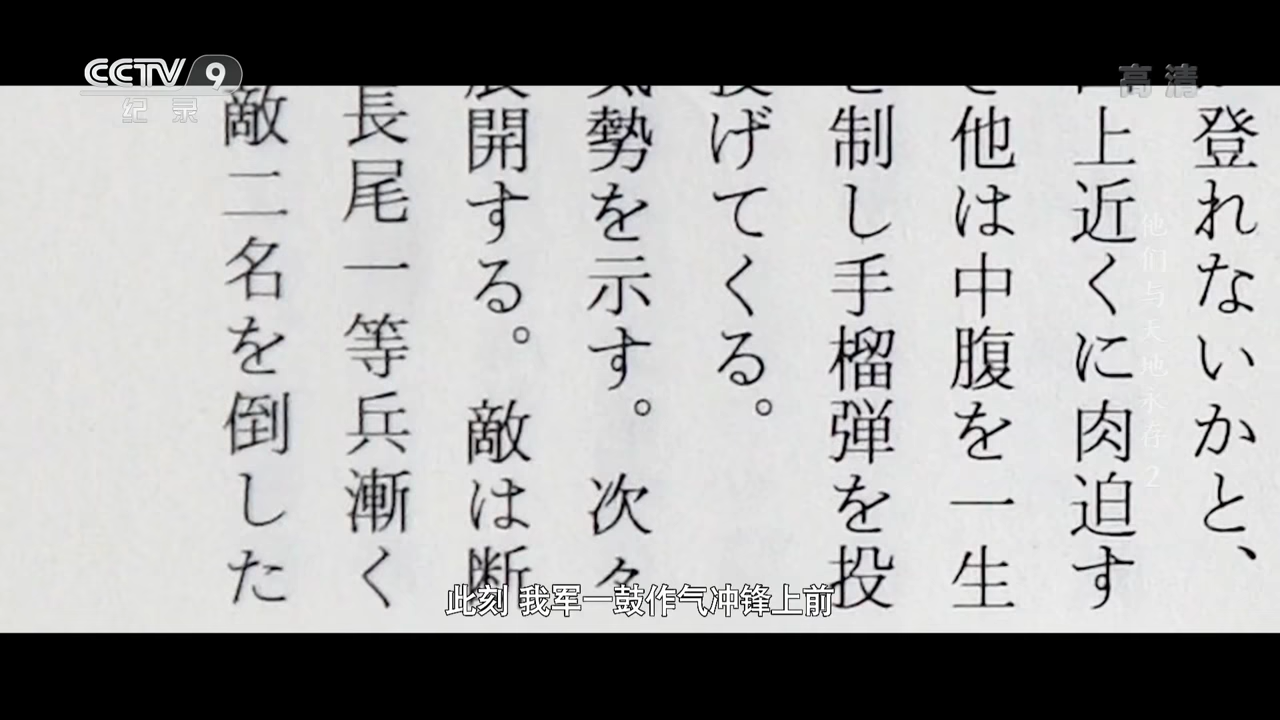 CCTV 9
纪录
高清
登れないかと、
上近くに肉迫す
他は中腹を一生
制し手榴弾を投
げてくる。
勢を示す。次々
展開する。敵は断
長尾一等兵漸く
敵二名を倒した
他们与天地永存 2
此刻 我军一鼓作气冲锋上前